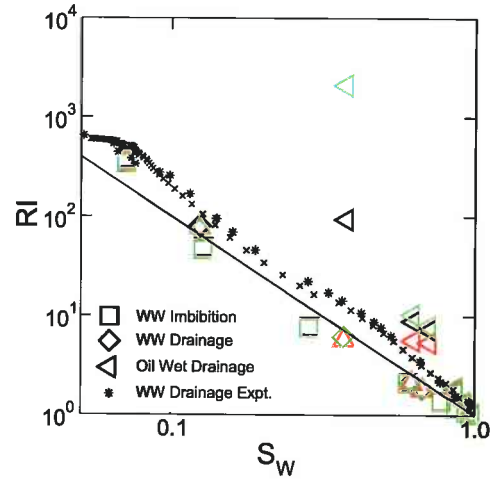 10⁴
10³
10²
10¹
10⁰
RI
WW Imbibition
WW Drainage
Oil Wet Drainage
WW Drainage Expt.
0.1
1.0
S_W